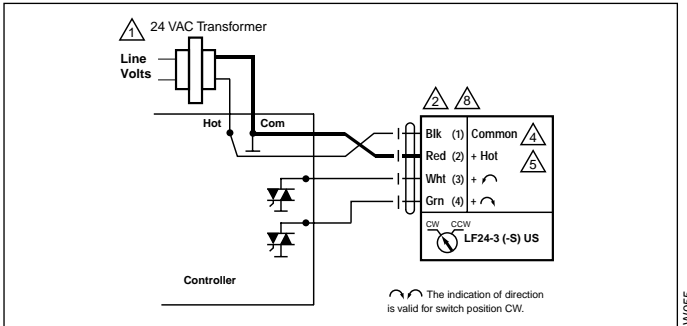 1 24 VAC Transformer
Line
Volts
Hot Com
2 8
Blk (1) Common 4
Red (2) + Hot 5
Wht (3) +
Grn (4) +
CW CCW
LF24-3 (-S) US
Controller
The indication of direction
is valid for switch position CW.